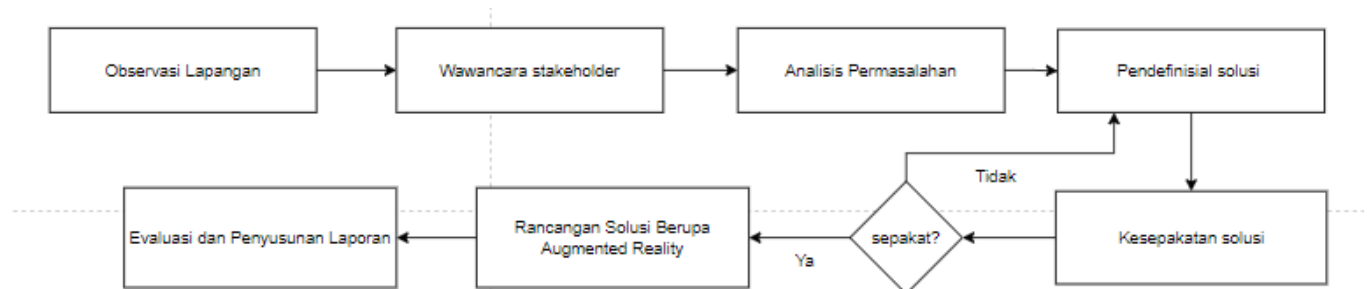 Observasi Lapangan
Wawancara stakeholder
Analisis Permasalahan
Pendefinisial solusi
Tidak
Evaluasi dan Penyusunan Laporan
Rancangan Solusi Berupa
Augmented Reality
Ya
sepakat?
Kesepakatan solusi